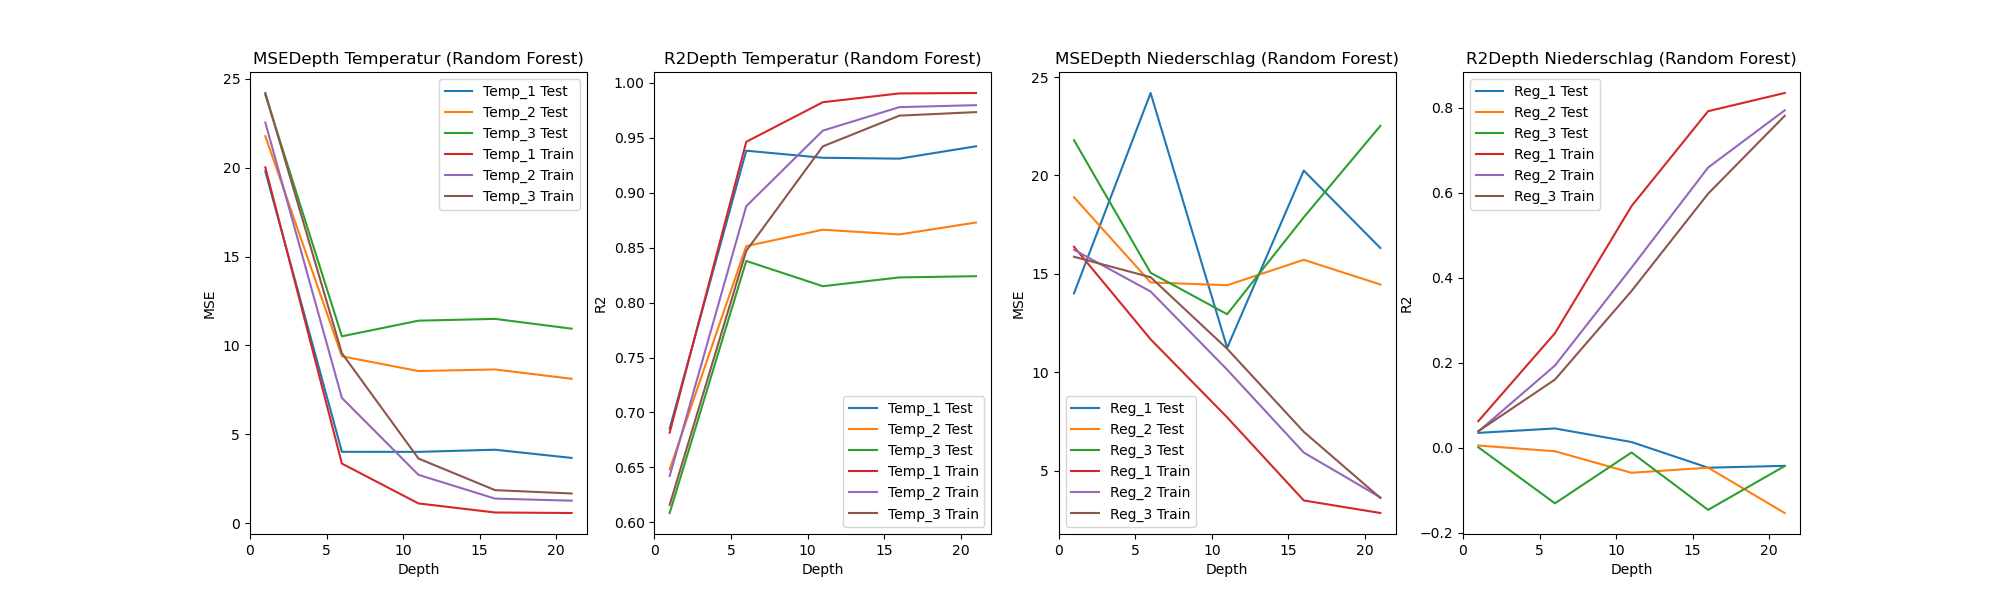 MSEDepth Temperatur (Random Forest)
25
20
15
10
5
0
MSE
0 5 10 15 20
Depth
Temp_1 Test
Temp_2 Test
Temp_3 Test
Temp_1 Train
Temp_2 Train
Temp_3 Train
R2Depth Temperatur (Random Forest)
1.00
0.95
0.90
0.85
0.80
0.75
0.70
0.65
0.60
R2
0 5 10 15 20
Depth
Temp_1 Test
Temp_2 Test
Temp_3 Test
Temp_1 Train
Temp_2 Train
Temp_3 Train
MSEDepth Niederschlag (Random Forest)
25
20
15
10
5
MSE
0 5 10 15 20
Depth
Reg_1 Test
Reg_2 Test
Reg_3 Test
Reg_1 Train
Reg_2 Train
Reg_3 Train
R2Depth Niederschlag (Random Forest)
0.8
0.6
0.4
0.2
0.0
−0.2
R2
0 5 10 15 20
Depth
Reg_1 Test
Reg_2 Test
Reg_3 Test
Reg_1 Train
Reg_2 Train
Reg_3 Train